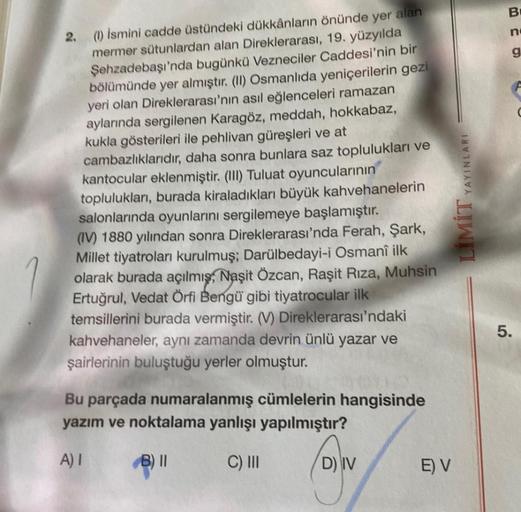 2. (I) İsmini cadde üstündeki dükkânların önünde yer alan
mermer sütunlardan alan Direklerarası, 19. yüzyılda
Şehzadebaşı'nda bugünkü Vezneciler Caddesi'nin bir
bölümünde yer almıştır. (II) Osmanlıda yeniçerilerin gezi
yeri olan Direklerarası'nın asıl eğlenceleri ramazan
aylarında sergilenen Karagöz, meddah, hokkabaz,
kukla gösterileri ile pehlivan güreşleri ve at
cambazlıklarıdır, daha sonra bunlara saz toplulukları ve
kantocular eklenmiştir. (III) Tuluat oyuncularının
toplulukları, burada kiraladıkları büyük kahvehanelerin
salonlarında oyunlarını sergilemeye başlamıştır.
(IV) 1880 yılından sonra Direklerarası'nda Ferah, Şark,
Millet tiyatroları kurulmuş; Darülbedayi-i Osmanî ilk
olarak burada açılmış, Naşit Özcan, Raşit Rıza, Muhsin
Ertuğrul, Vedat Örfi Bengü gibi tiyatrocular ilk
temsillerini burada vermiştir. (V) Direklerarası'ndaki
kahvehaneler, aynı zamanda devrin ünlü yazar ve
şairlerinin buluştuğu yerler olmuştur.
Bu parçada numaralanmış cümlelerin hangisinde
yazım ve noktalama yanlışı yapılmıştır?
A) I B) II C) III D) IV E) V
LİMİT YAYINLARI
5.